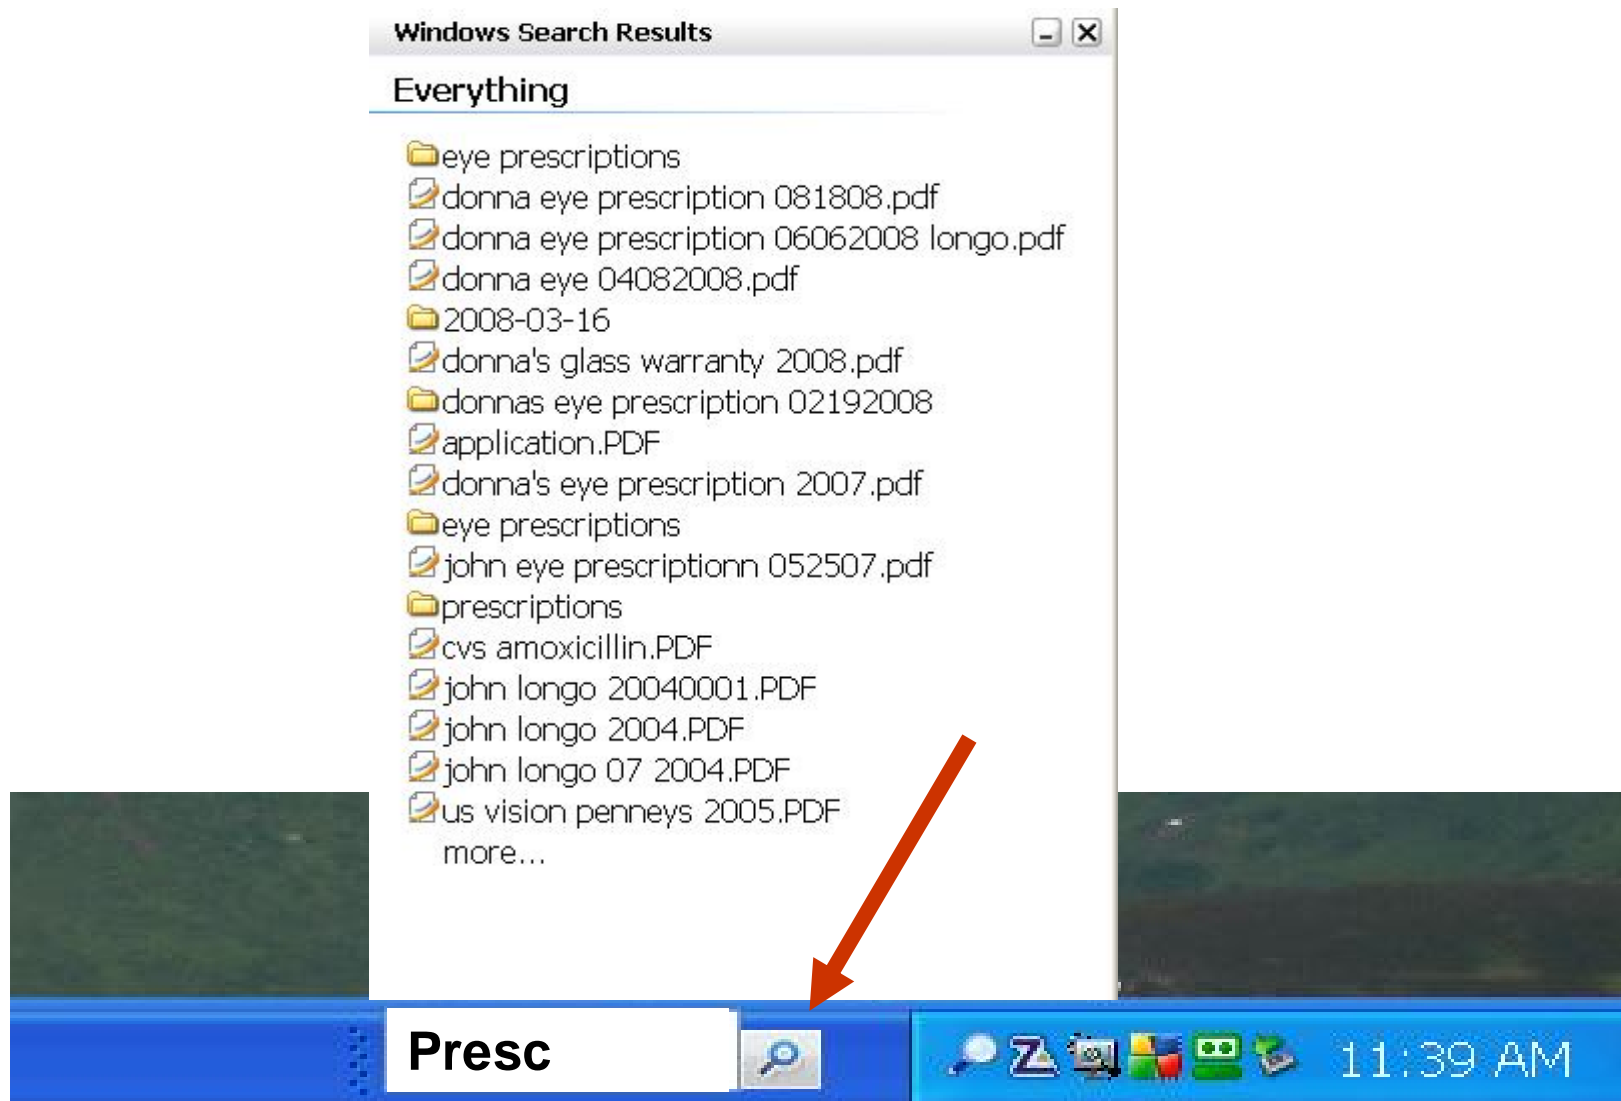 Windows Search Results
Everything
eye prescriptions
donna eye prescription 081808.pdf
donna eye prescription 06062008 longo.pdf
donna eye 04082008.pdf
2008-03-16
donna's glass warranty 2008.pdf
donnas eye prescription 02192008
application.PDF
donna's eye prescription 2007.pdf
eye prescriptions
john eye prescriptionn 052507.pdf
prescriptions
cvs amoxicillin.PDF
john longo 20040001.PDF
john longo 2004.PDF
john longo 07 2004.PDF
us vision penneys 2005.PDF
more...
Presc
11:39 AM